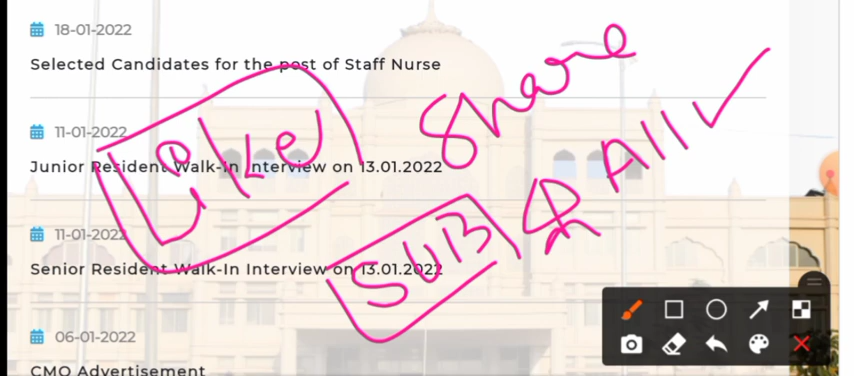 18-01-2022
Selected Candidates for the post of Staff Nurse
11-01-2022
Junior Resident Walk-In Interview on 13.01.2022
11-01-2022
Senior Resident Walk-In Interview on 13.01.2022
06-01-2022
CMO Advertisement
Like Share
SUB & All